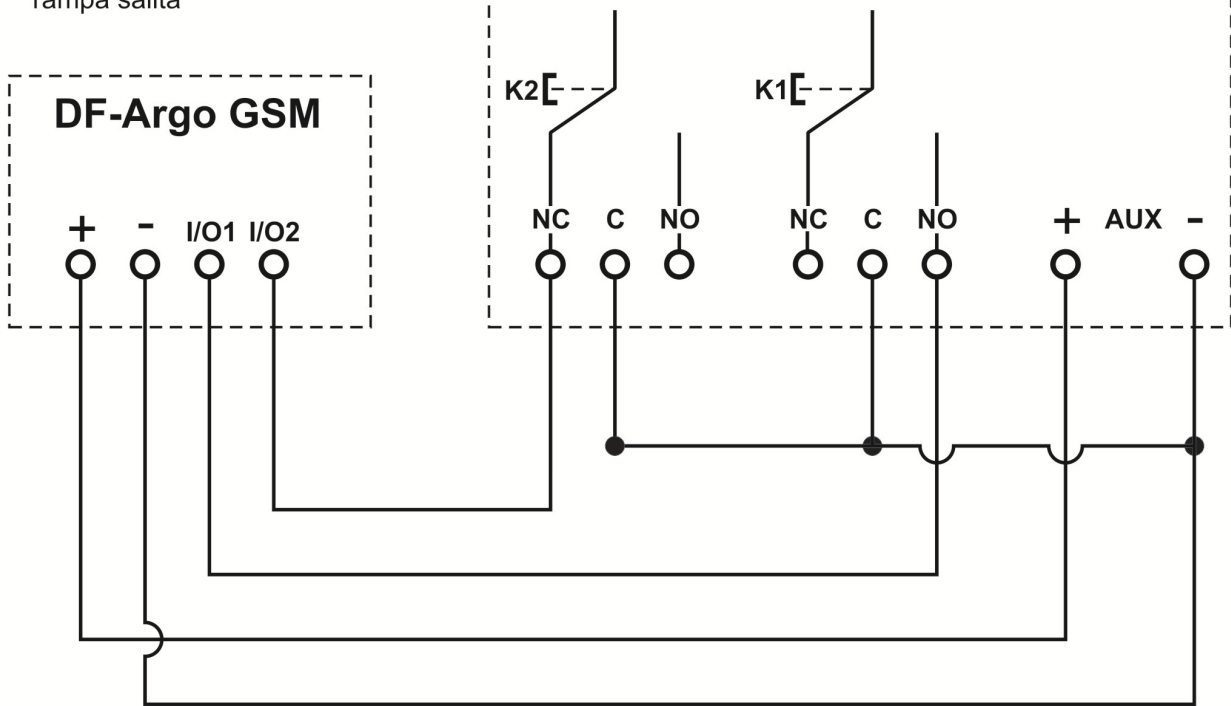 rampa salita
DF-Argo GSM
+ - I/O1 I/O2
K2 K1
NC C NO NC C NO + AUX -